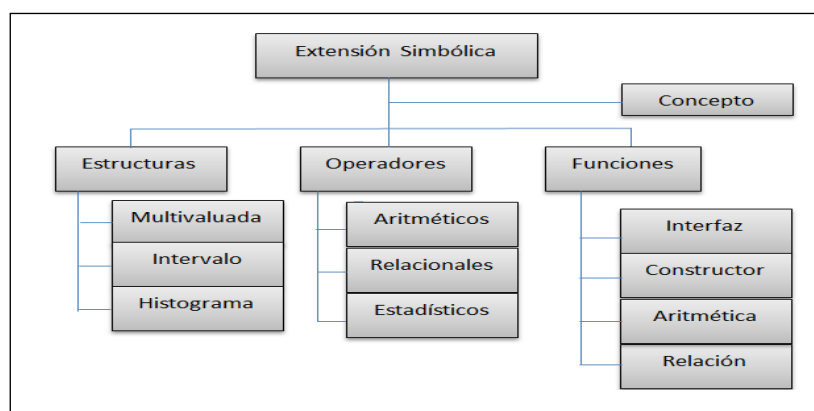 Extensión Simbólica
Concepto
Estructuras
Multivaluada
Intervalo
Histograma
Operadores
Aritméticos
Relacionales
Estadísticos
Funciones
Interfaz
Constructor
Aritmética
Relación